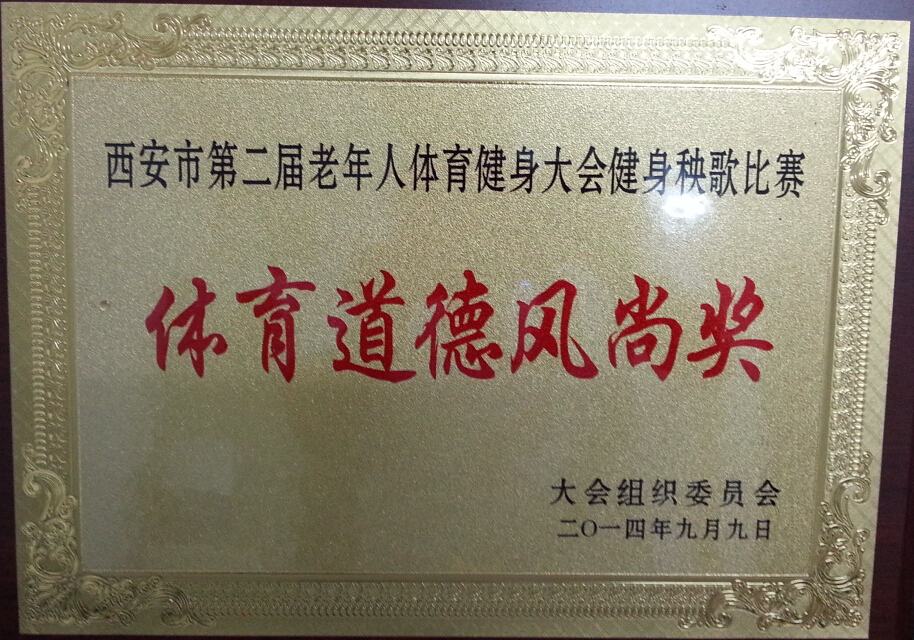 西安市第二届老年人体育健身大会健身秧歌比赛
体育道德风尚奖
大会组织委员会
二〇一四年九月九日